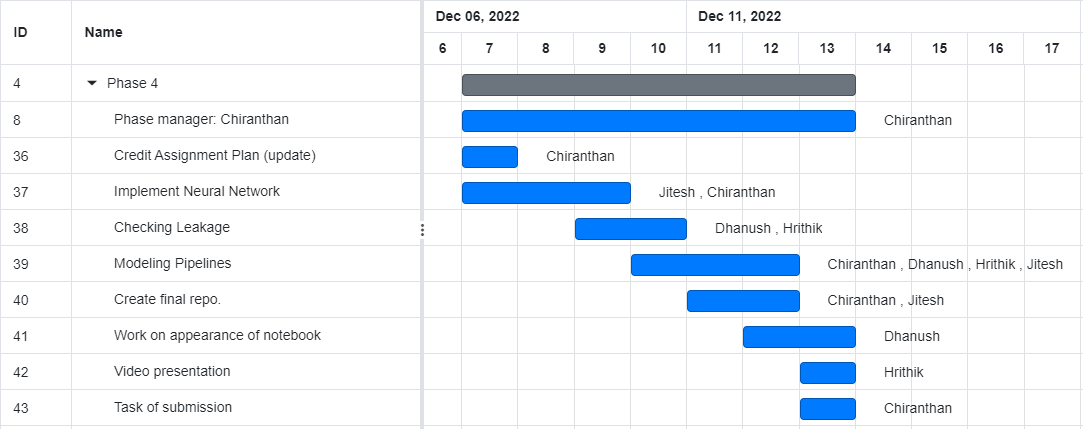 ID Name Dec 06, 2022 Dec 11, 2022
6 7 8 9 10 11 12 13 14 15 16 17
4 Phase 4
8 Phase manager: Chiranthan Chiranthan
36 Credit Assignment Plan (update) Chiranthan
37 Implement Neural Network Jitesh , Chiranthan
38 Checking Leakage Dhanush , Hrithik
39 Modeling Pipelines Chiranthan , Dhanush , Hrithik , Jitesh
40 Create final repo. Chiranthan , Jitesh
41 Work on appearance of notebook Dhanush
42 Video presentation Hrithik
43 Task of submission Chiranthan